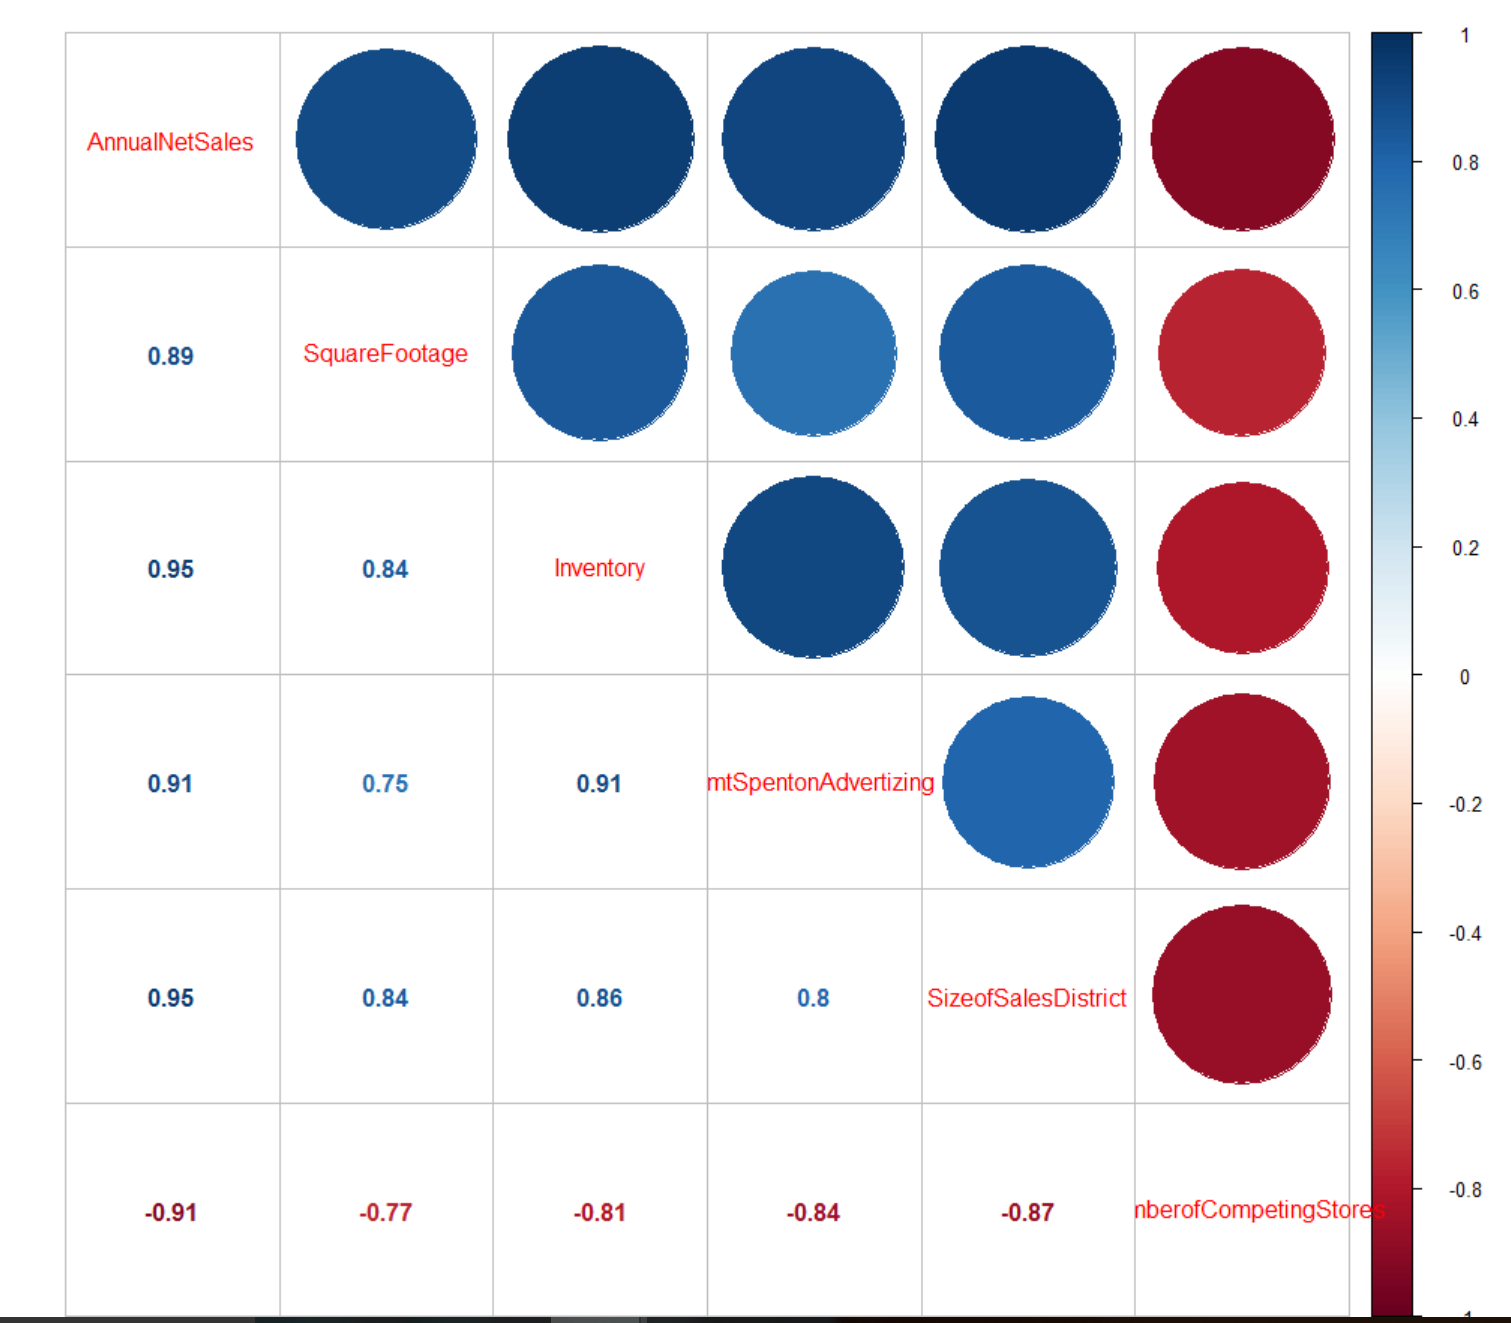 AnnualNetSales
0.89 SquareFootage
0.95 0.84 Inventory
0.91 0.75 0.91 mtSpentonAdvertizing
0.95 0.84 0.86 0.8 SizeofSalesDistrict
-0.91 -0.77 -0.81 -0.84 -0.87 nberofCompetingStores
1
0.8
0.6
0.4
0.2
0
-0.2
-0.4
-0.6
-0.8